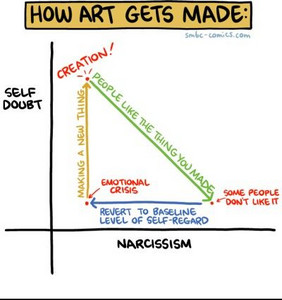 HOW ART GETS MADE:
smbc-comics.com
CREATION!
SELF
DOUBT
MAKING A NEW THING
PEOPLE LIKE THE THING YOU MADE
EMOTIONAL
CRISIS
SOME PEOPLE
DON'T LIKE IT
REVERT TO BASELINE
LEVEL OF SELF-REGARD
NARCISSISM